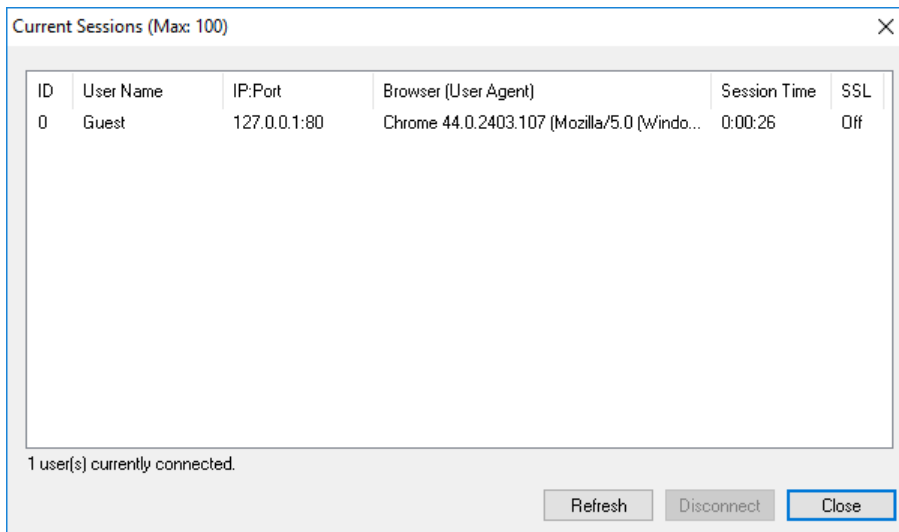 Current Sessions (Max: 100)
ID User Name IP:Port Browser (User Agent) Session Time SSL
0 Guest 127.0.0.1:80 Chrome 44.0.2403.107 (Mozilla/5.0 (Windo... 0:00:26 Off
1 user(s) currently connected.
Refresh Disconnect Close